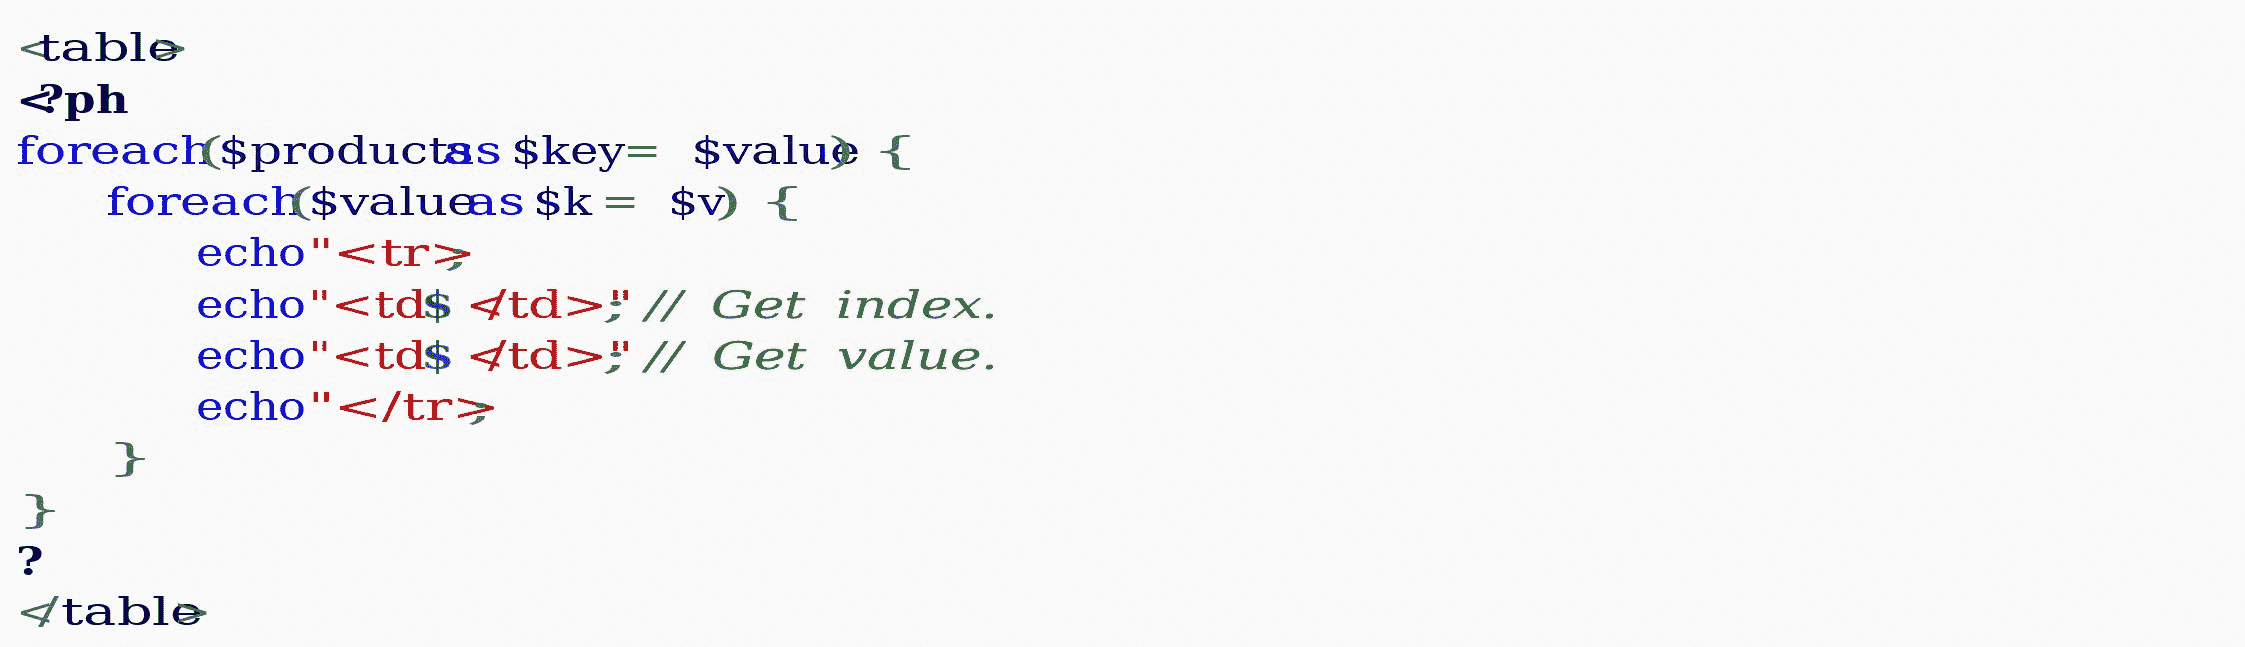 <table>
<?ph
foreach($products as $key= $value) {
foreach($value as $k = $v) {
echo"<tr>;
echo"<td$ </td>"; // Get index.
echo"<td$ </td>"; // Get value.
echo"</tr>;
}
}
?
</table>